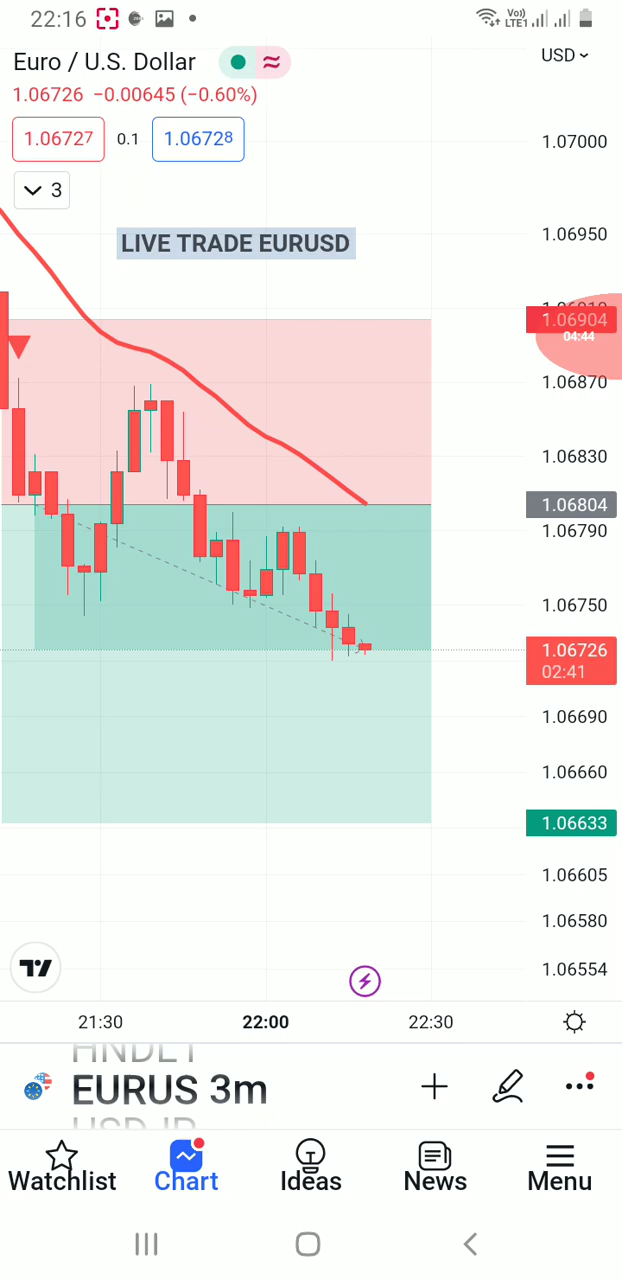 22:16
Vo)
LTE1
Euro / U.S. Dollar
USD
1.06726 −0.00645 (−0.60%)
1.06727
0.1
1.06728
3
1.07000
LIVE TRADE EURUSD
1.06950
1.06904
04:44
1.06870
1.06830
1.06804
1.06790
1.06750
1.06726
02:41
1.06690
1.06660
1.06633
1.06605
1.06580
1.06554
21:30
22:00
22:30
EURUS 3m
Watchlist
Chart
Ideas
News
Menu